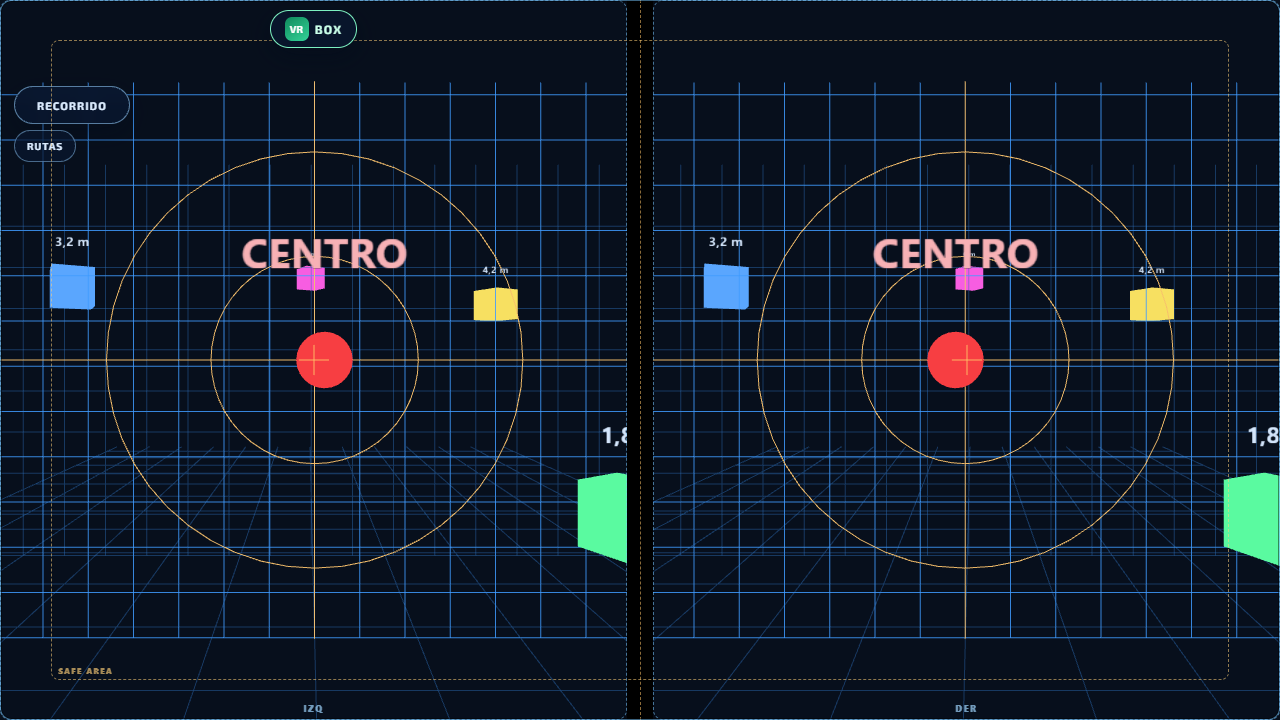 VR BOX
RECORRIDO
RUTAS
3,2 m
CENTRO
4,2 m
1,8
3,2 m
CENTRO
4,2 m
1,8
SAFE AREA
IZQ
DER